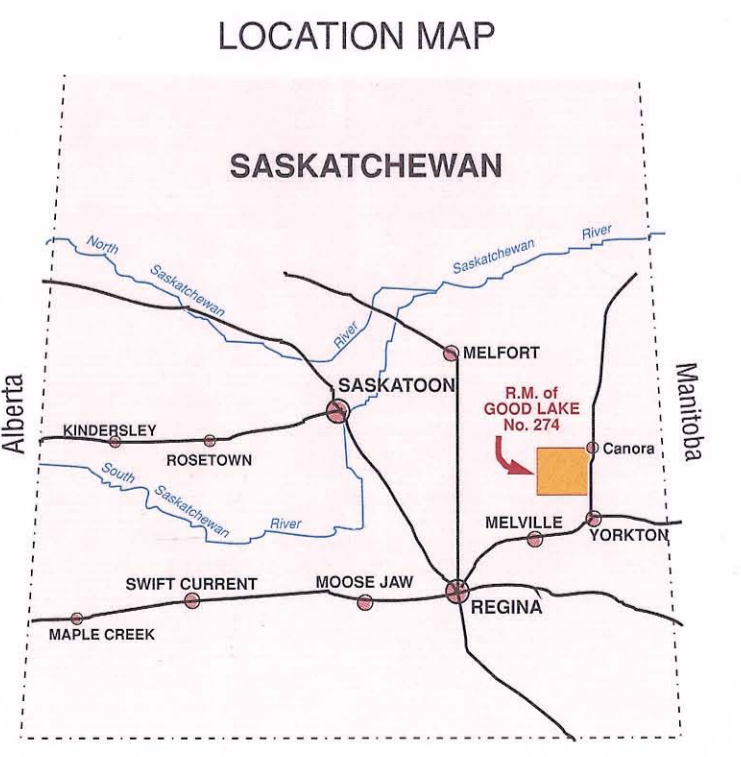 LOCATION MAP
SASKATCHEWAN
North
Saskatchewan
River
Saskatchewan
River
MELFORT
SASKATOON
R.M. of
GOOD LAKE
No. 274
Alberta
Manitoba
KINDERSLEY
ROSETOWN
Canora
South
Saskatchewan
River
MELVILLE
YORKTON
SWIFT CURRENT
MOOSE JAW
REGINA
MAPLE CREEK